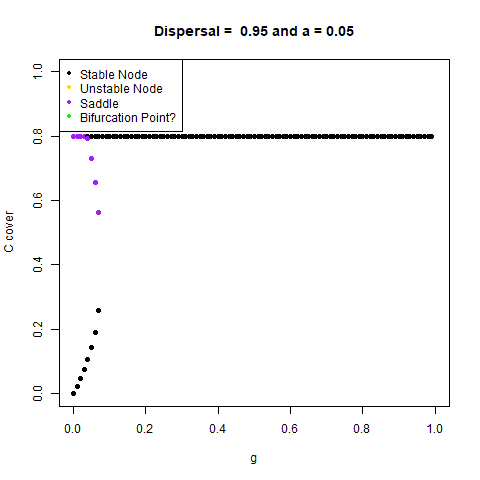 Dispersal =  0.95 and a = 0.05
Stable Node
Unstable Node
Saddle
Bifurcation Point?
1.0
0.8
0.6
0.4
0.2
0.0
C cover
0.0 0.2 0.4 0.6 0.8 1.0
g